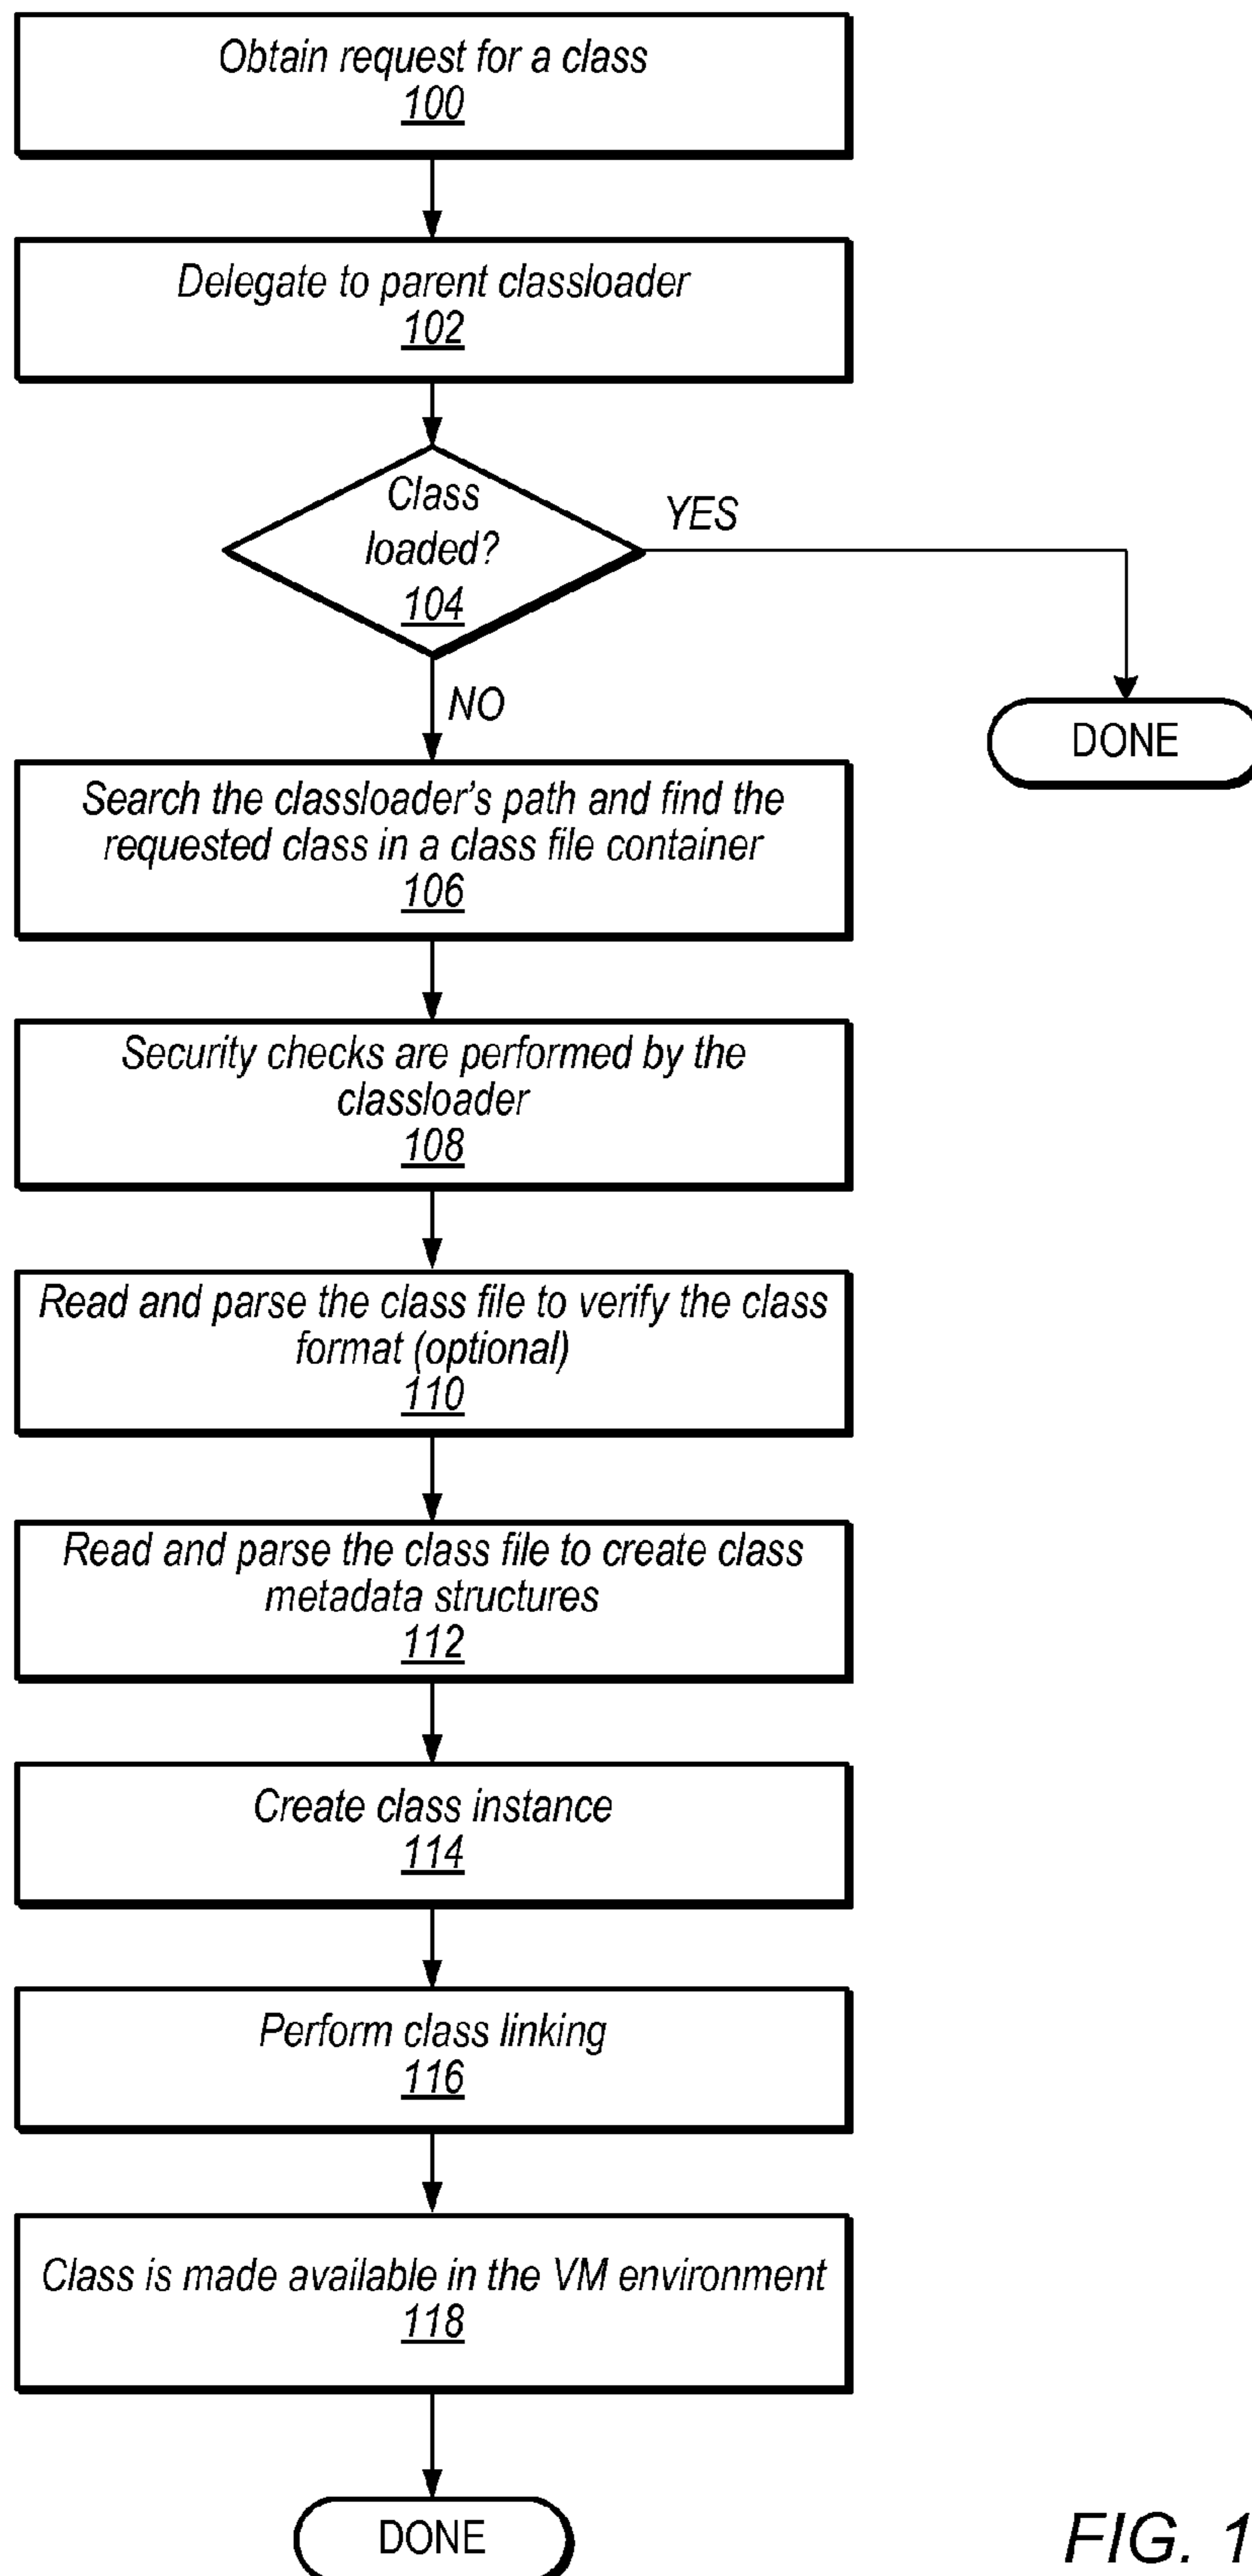 Obtain request for a class
100
Delegate to parent classloader
102
Class
loaded?
104
YES
NO
DONE
Search the classloader's path and find the
requested class in a class file container
106
Security checks are performed by the
classloader
108
Read and parse the class file to verify the class
format (optional)
110
Read and parse the class file to create class
metadata structures
112
Create class instance
114
Perform class linking
116
Class is made available in the VM environment
118
DONE
FIG. 1